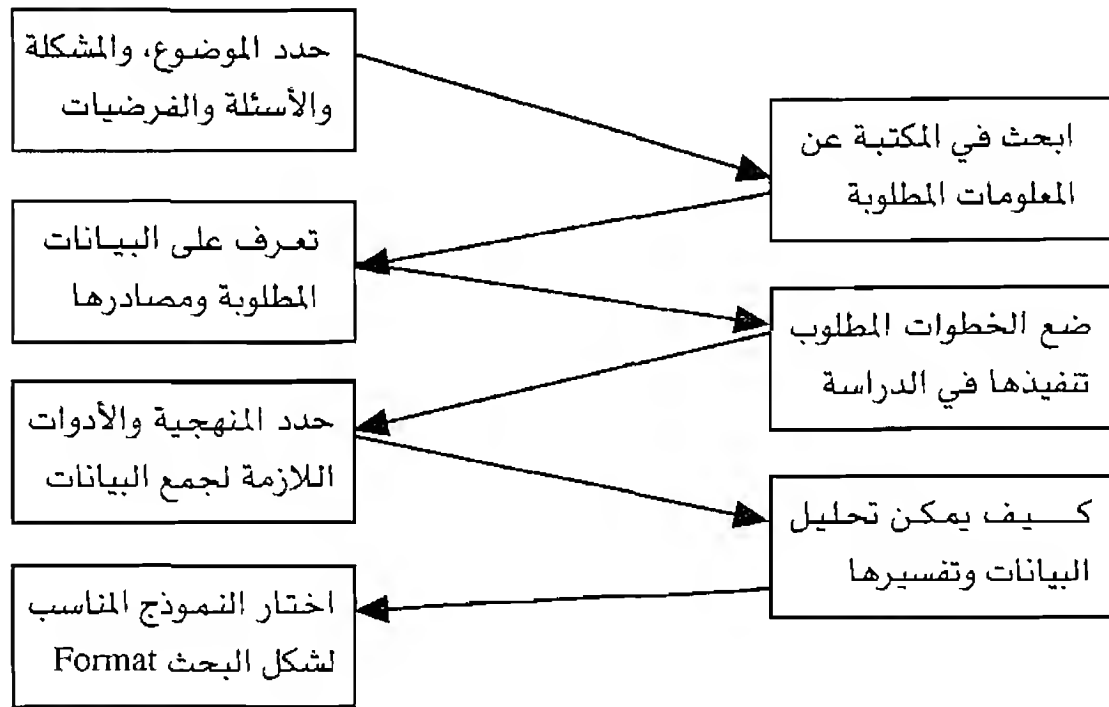 حدد الموضوع، والمشكلة
والأسئلة والفرضيات
ابحث في المكتبة عن
المعلومات المطلوبة
تعرف على البيانات
المطلوبة ومصادرها
ضع الخطوات المطلوب
تنفيذها في الدراسة
حدد المنهجية والأدوات
اللازمة لجمع البيانات
كيف يمكن تحليل
البيانات وتفسيرها
اختار النموذج المناسب
لشكل البحث Format